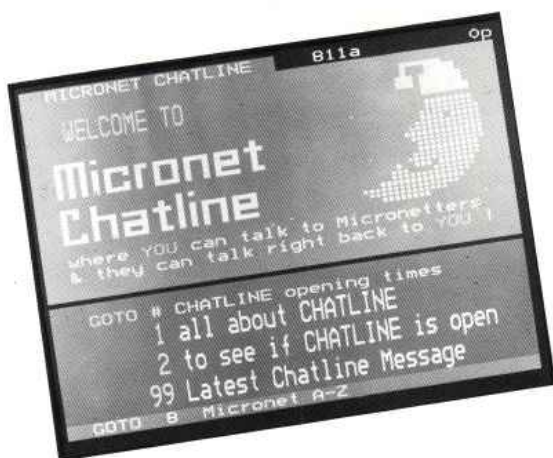 MICRONET CHATLINE 811a 0p
WELCOME TO
Micronet
Chatline
where YOU can talk to Micronetters
& they can talk right back to YOU !
GOTO # CHATLINE opening times
1 all about CHATLINE
2 to see if CHATLINE is open
99 Latest Chatline Message
GOTO 8 Micronet A-Z